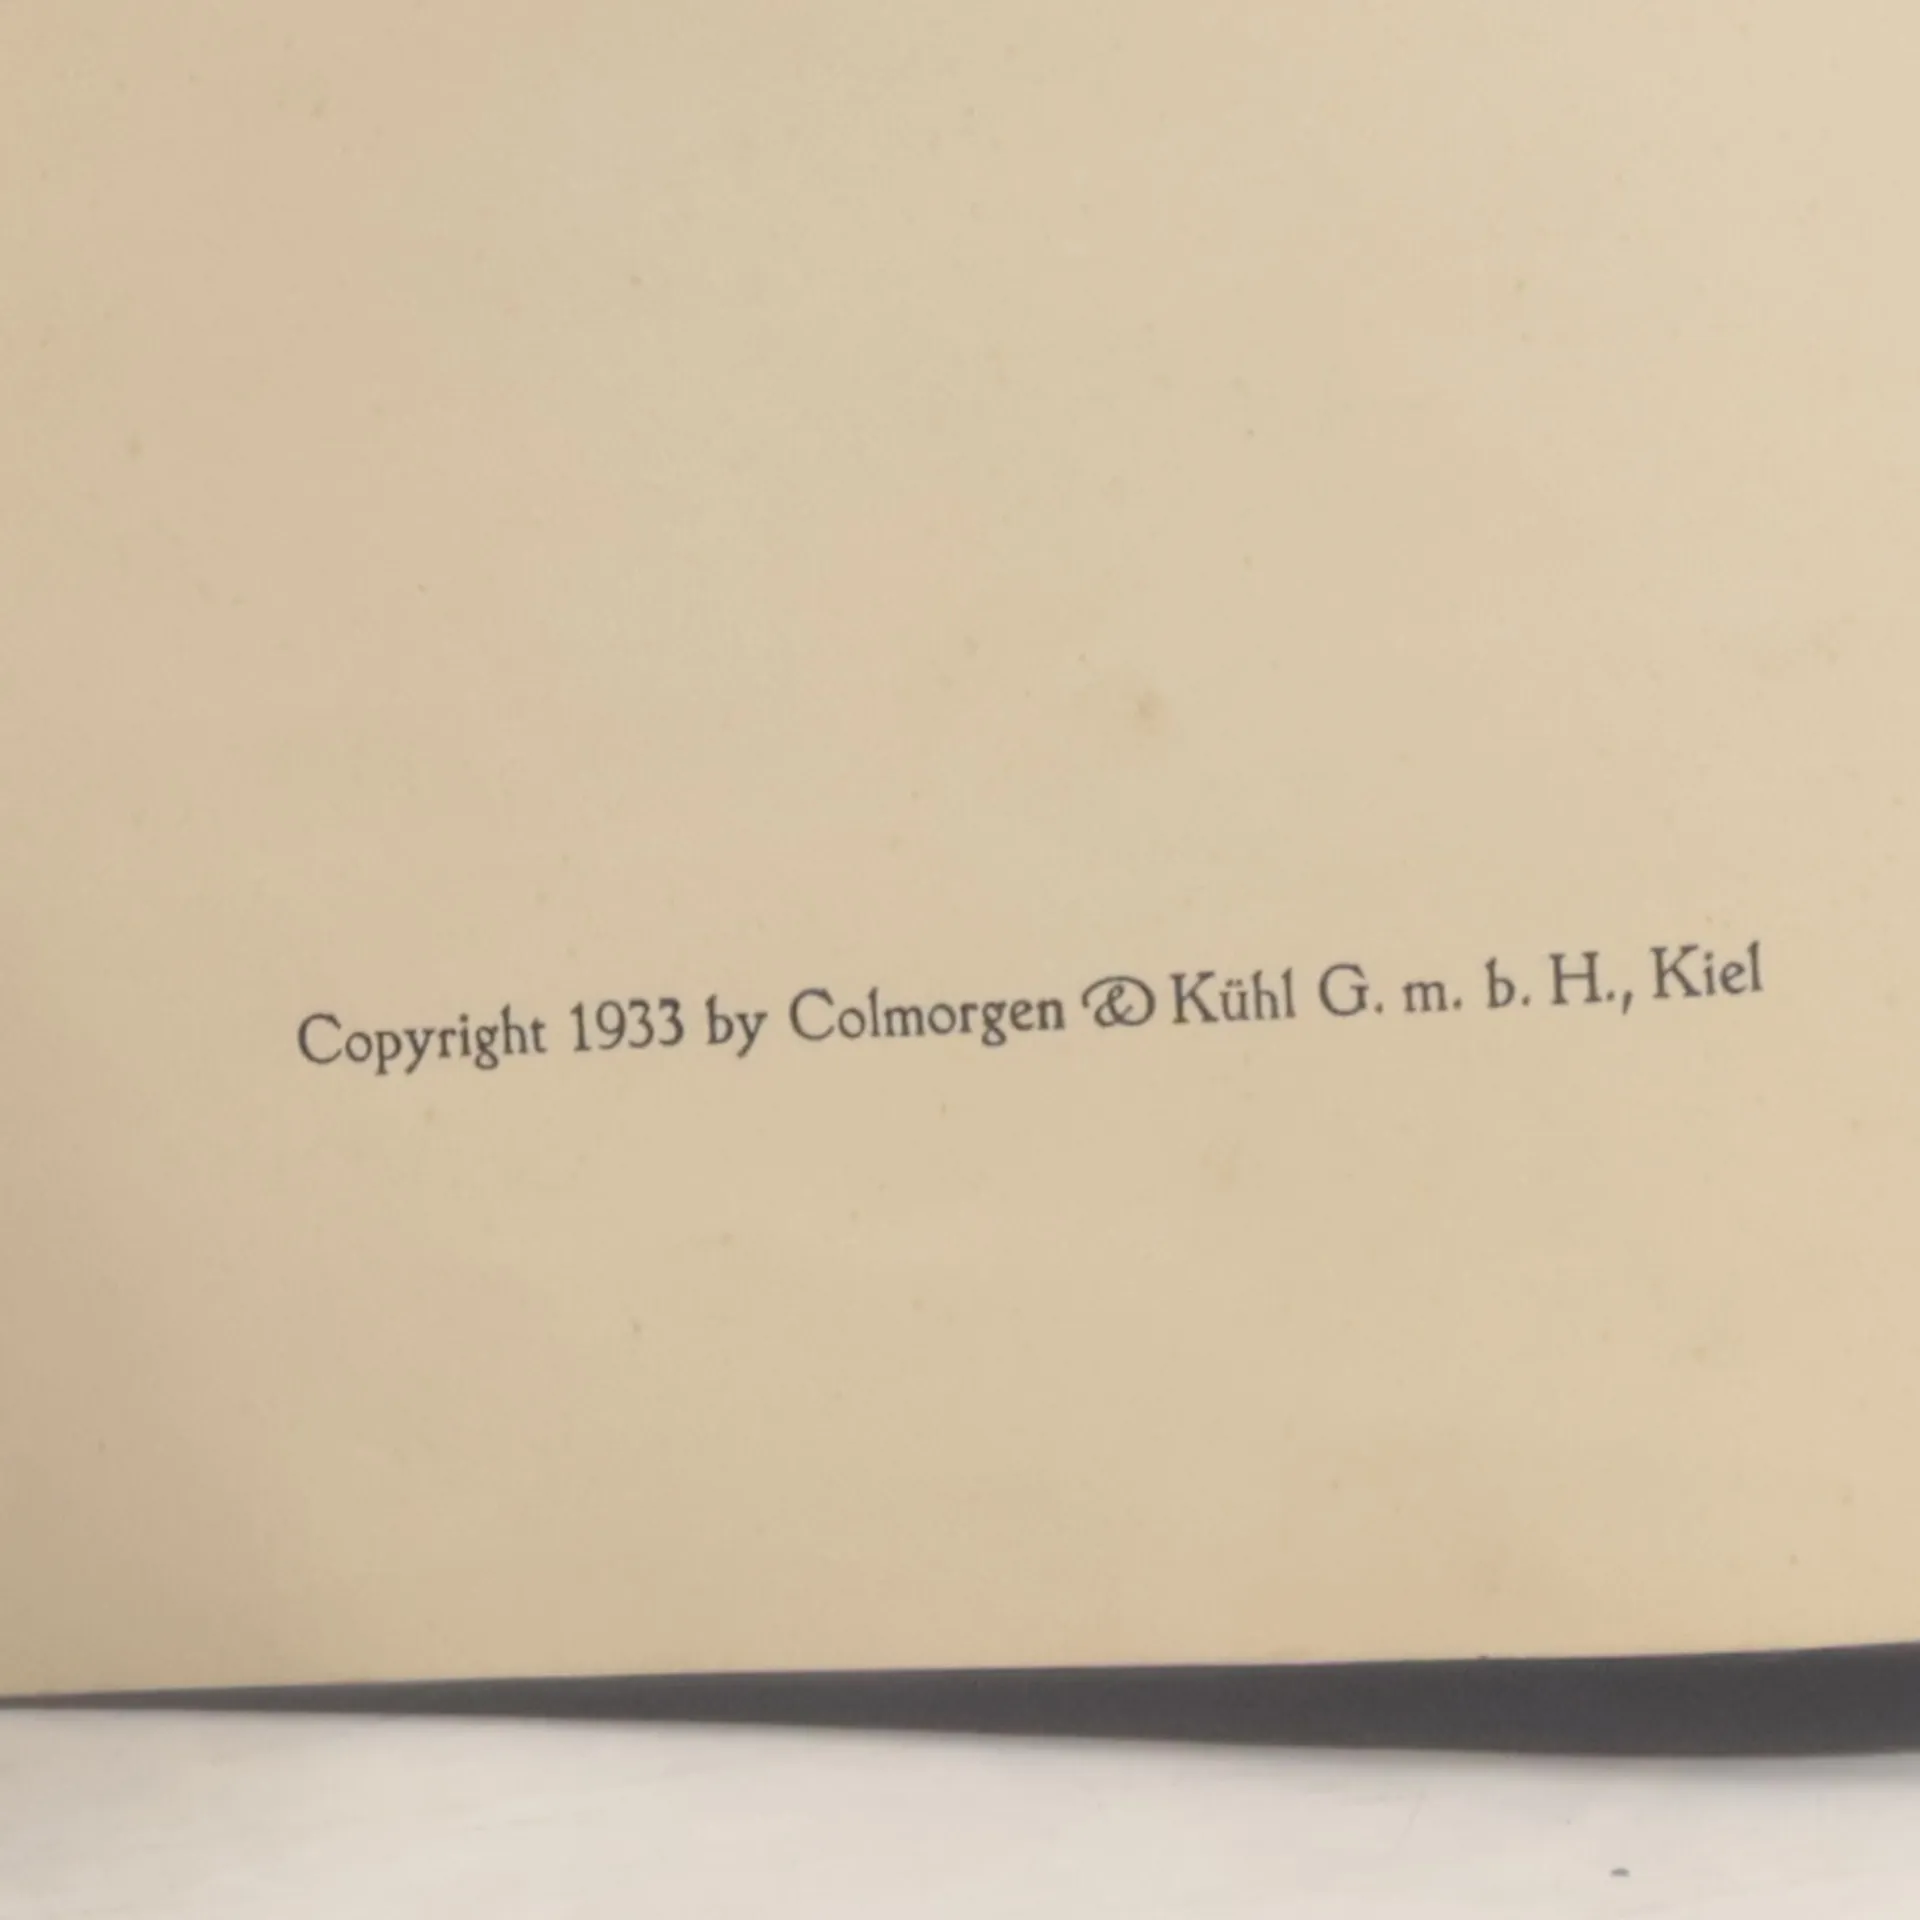 Copyright 1933 by Colmorgen & Kühl G. m. b. H., Kiel